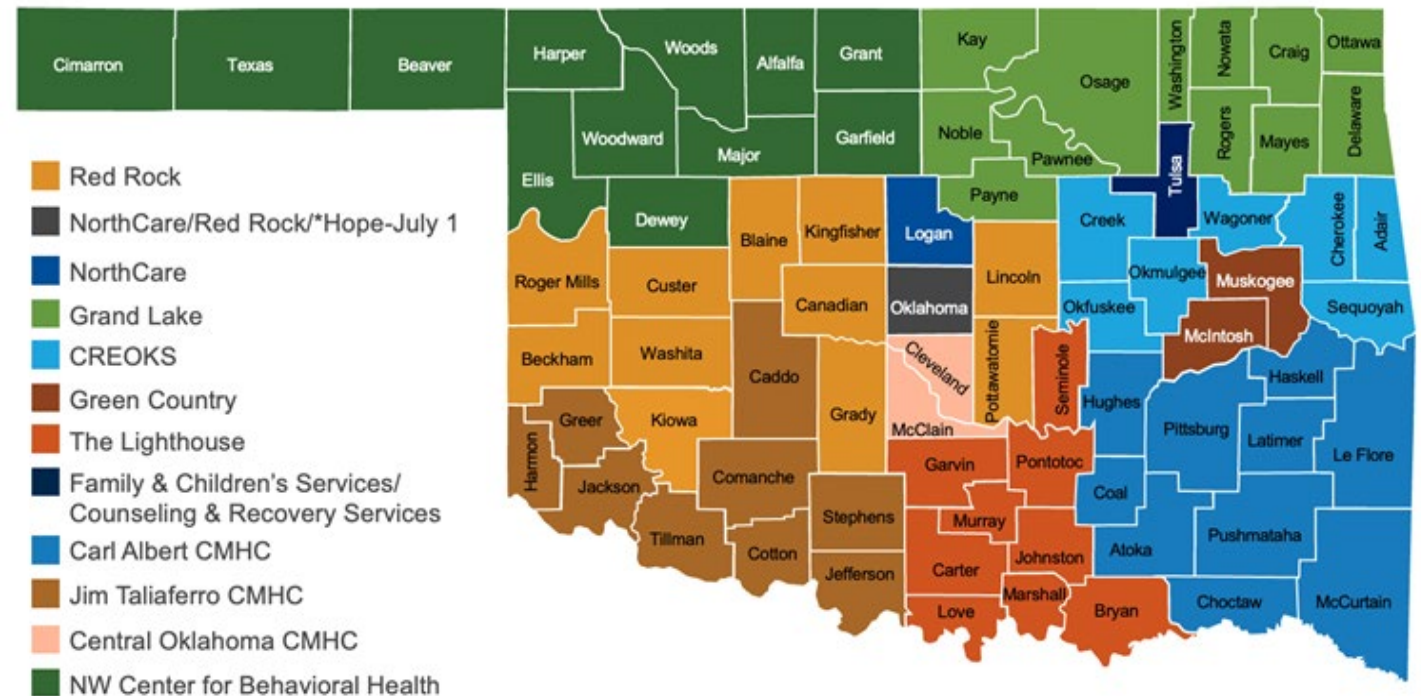 Cimarron
Texas
Beaver
Harper
Woods
Alfalfa
Grant
Kay
Osage
Washington
Nowata
Craig
Ottawa
Woodward
Major
Garfield
Noble
Pawnee
Rogers
Mayes
Delaware
Ellis
Dewey
Blaine
Kingfisher
Logan
Payne
Creek
Tulsa
Wagoner
Cherokee
Adair
Roger Mills
Custer
Canadian
Oklahoma
Lincoln
Okmulgee
Muskogee
Okfuskee
McIntosh
Sequoyah
Beckham
Washita
Caddo
Cleveland
Pottawatomie
Seminole
Hughes
Haskell
Greer
Kiowa
Grady
McClain
Pittsburg
Latimer
Le Flore
Harmon
Jackson
Comanche
Garvin
Pontotoc
Coal
Tillman
Cotton
Stephens
Murray
Johnston
Atoka
Pushmataha
Jefferson
Carter
Love
Marshall
Bryan
Choctaw
McCurtain
Red Rock
NorthCare/Red Rock/*Hope-July 1
NorthCare
Grand Lake
CREOKS
Green Country
The Lighthouse
Family & Children's Services/
Counseling & Recovery Services
Carl Albert CMHC
Jim Taliaferro CMHC
Central Oklahoma CMHC
NW Center for Behavioral Health